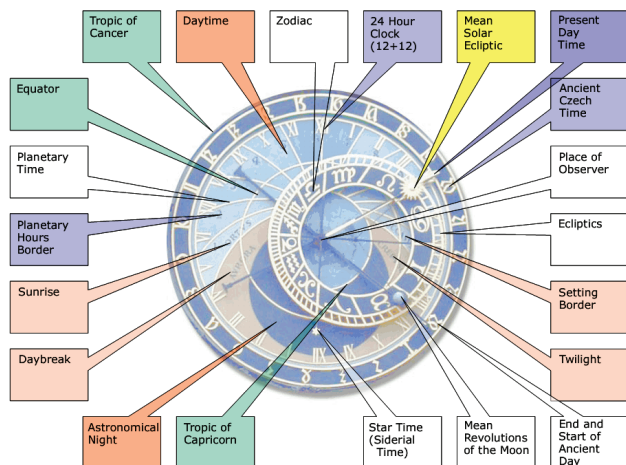 Tropic of
Cancer
Daytime
Zodiac
24 Hour
Clock
(12+12)
Mean
Solar
Ecliptic
Present
Day
Time
Equator
Ancient
Czech
Time
Planetary
Time
Place of
Observer
Planetary
Hours
Border
Ecliptics
Sunrise
Setting
Border
Daybreak
Twilight
Astronomical
Night
Tropic of
Capricorn
Star Time
(Siderial
Time)
Mean
Revolutions
of the Moon
End and
Start of
Ancient
Day